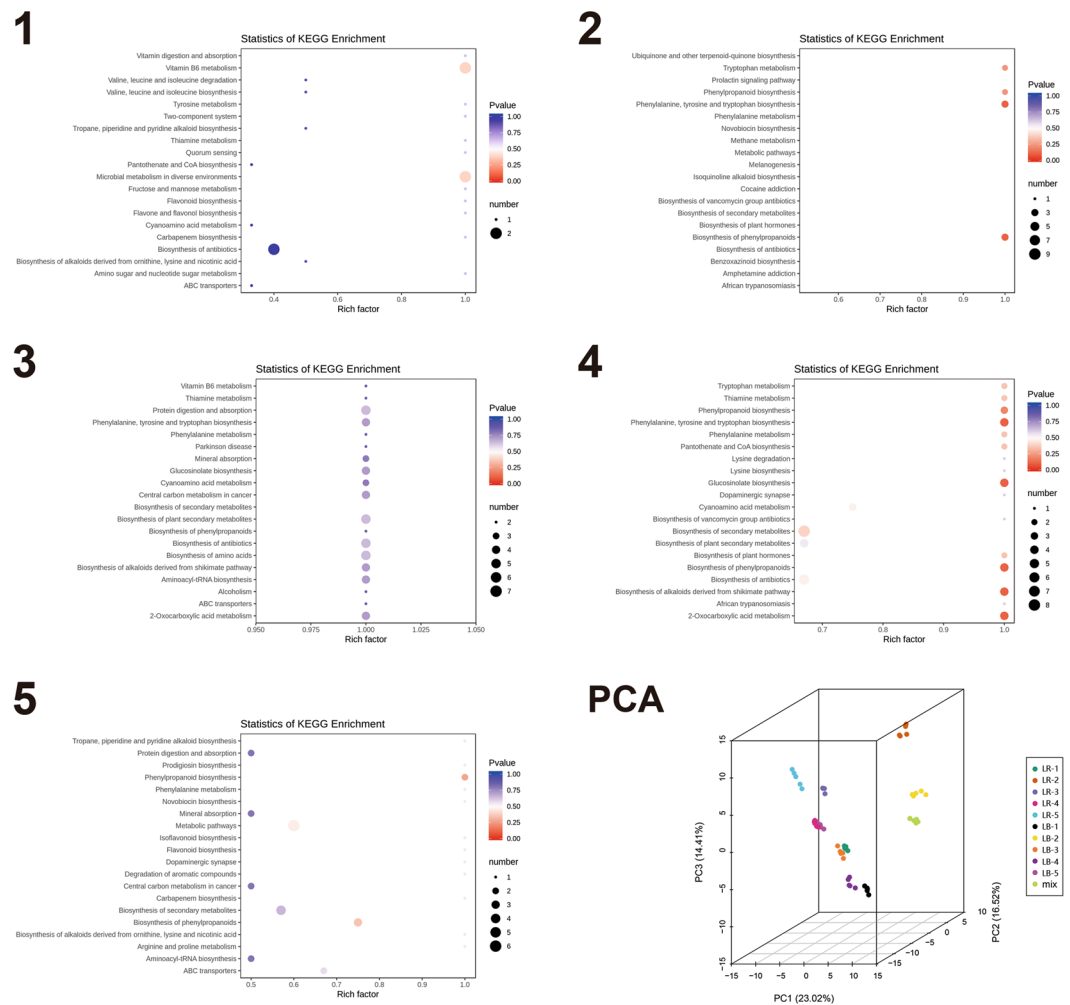 1
Statistics of KEGG Enrichment
Vitamin digestion and absorption
Vitamin B6 metabolism
Valine, leucine and isoleucine degradation
Valine, leucine and isoleucine biosynthesis
Tyrosine metabolism
Two-component system
Tropane, piperidine and pyridine alkaloid biosynthesis
Thiamine metabolism
Quorum sensing
Pantothenate and CoA biosynthesis
Microbial metabolism in diverse environments
Fructose and mannose metabolism
Flavonoid biosynthesis
Flavone and flavonol biosynthesis
Cyanoamino acid metabolism
Carbapenem biosynthesis
Biosynthesis of antibiotics
Biosynthesis of alkaloids derived from ornithine, lysine and nicotinic acid
Amino sugar and nucleotide sugar metabolism
ABC transporters
0.4 0.6 0.8 1.0
Rich factor
Pvalue
1.00
0.75
0.50
0.25
0.00
number
1
2
2
Statistics of KEGG Enrichment
Ubiquinone and other terpenoid-quinone biosynthesis
Tryptophan metabolism
Prolactin signaling pathway
Phenylpropanoid biosynthesis
Phenylalanine, tyrosine and tryptophan biosynthesis
Phenylalanine metabolism
Novobiocin biosynthesis
Methane metabolism
Metabolic pathways
Melanogenesis
Isoquinoline alkaloid biosynthesis
Cocaine addiction
Biosynthesis of vancomycin group antibiotics
Biosynthesis of secondary metabolites
Biosynthesis of plant hormones
Biosynthesis of phenylpropanoids
Biosynthesis of antibiotics
Benzoxazinoid biosynthesis
Amphetamine addiction
African trypanosomiasis
0.6 0.7 0.8 0.9 1.0
Rich factor
Pvalue
1.00
0.75
0.50
0.25
0.00
number
1
3
5
7
9
3
Statistics of KEGG Enrichment
Vitamin B6 metabolism
Thiamine metabolism
Protein digestion and absorption
Phenylalanine, tyrosine and tryptophan biosynthesis
Phenylalanine metabolism
Parkinson disease
Mineral absorption
Glucosinolate biosynthesis
Cyanoamino acid metabolism
Central carbon metabolism in cancer
Biosynthesis of secondary metabolites
Biosynthesis of plant secondary metabolites
Biosynthesis of phenylpropanoids
Biosynthesis of antibiotics
Biosynthesis of amino acids
Biosynthesis of alkaloids derived from shikimate pathway
Aminoacyl-tRNA biosynthesis
Alcoholism
ABC transporters
2-Oxocarboxylic acid metabolism
0.950 0.975 1.000 1.025 1.050
Rich factor
Pvalue
1.00
0.75
0.50
0.25
0.00
number
2
3
4
5
6
7
4
Statistics of KEGG Enrichment
Tryptophan metabolism
Thiamine metabolism
Phenylpropanoid biosynthesis
Phenylalanine, tyrosine and tryptophan biosynthesis
Phenylalanine metabolism
Pantothenate and CoA biosynthesis
Lysine degradation
Lysine biosynthesis
Glucosinolate biosynthesis
Dopaminergic synapse
Cyanoamino acid metabolism
Biosynthesis of vancomycin group antibiotics
Biosynthesis of secondary metabolites
Biosynthesis of plant secondary metabolites
Biosynthesis of plant hormones
Biosynthesis of phenylpropanoids
Biosynthesis of antibiotics
Biosynthesis of alkaloids derived from shikimate pathway
African trypanosomiasis
2-Oxocarboxylic acid metabolism
0.7 0.8 0.9 1.0
Rich factor
Pvalue
1.00
0.75
0.50
0.25
0.00
number
1
2
3
4
5
6
7
8
5
Statistics of KEGG Enrichment
Tropane, piperidine and pyridine alkaloid biosynthesis
Protein digestion and absorption
Prodigiosin biosynthesis
Phenylpropanoid biosynthesis
Phenylalanine metabolism
Novobiocin biosynthesis
Mineral absorption
Metabolic pathways
Isoflavonoid biosynthesis
Flavonoid biosynthesis
Dopaminergic synapse
Degradation of aromatic compounds
Central carbon metabolism in cancer
Carbapenem biosynthesis
Biosynthesis of secondary metabolites
Biosynthesis of phenylpropanoids
Biosynthesis of alkaloids derived from ornithine, lysine and nicotinic acid
Arginine and proline metabolism
Aminoacyl-tRNA biosynthesis
ABC transporters
0.5 0.6 0.7 0.8 0.9 1.0
Rich factor
Pvalue
1.00
0.75
0.50
0.25
0.00
number
1
2
3
4
5
6
PCA
15
10
5
0
−5
−10
−15
PC3 (14.41%)
−15 −10 −5 0 5 10 15
PC1 (23.02%)
−15
−10
−5
0
5
10
PC2 (16.52%)
LR-1
LR-2
LR-3
LR-4
LR-5
LB-1
LB-2
LB-3
LB-4
LB-5
mix